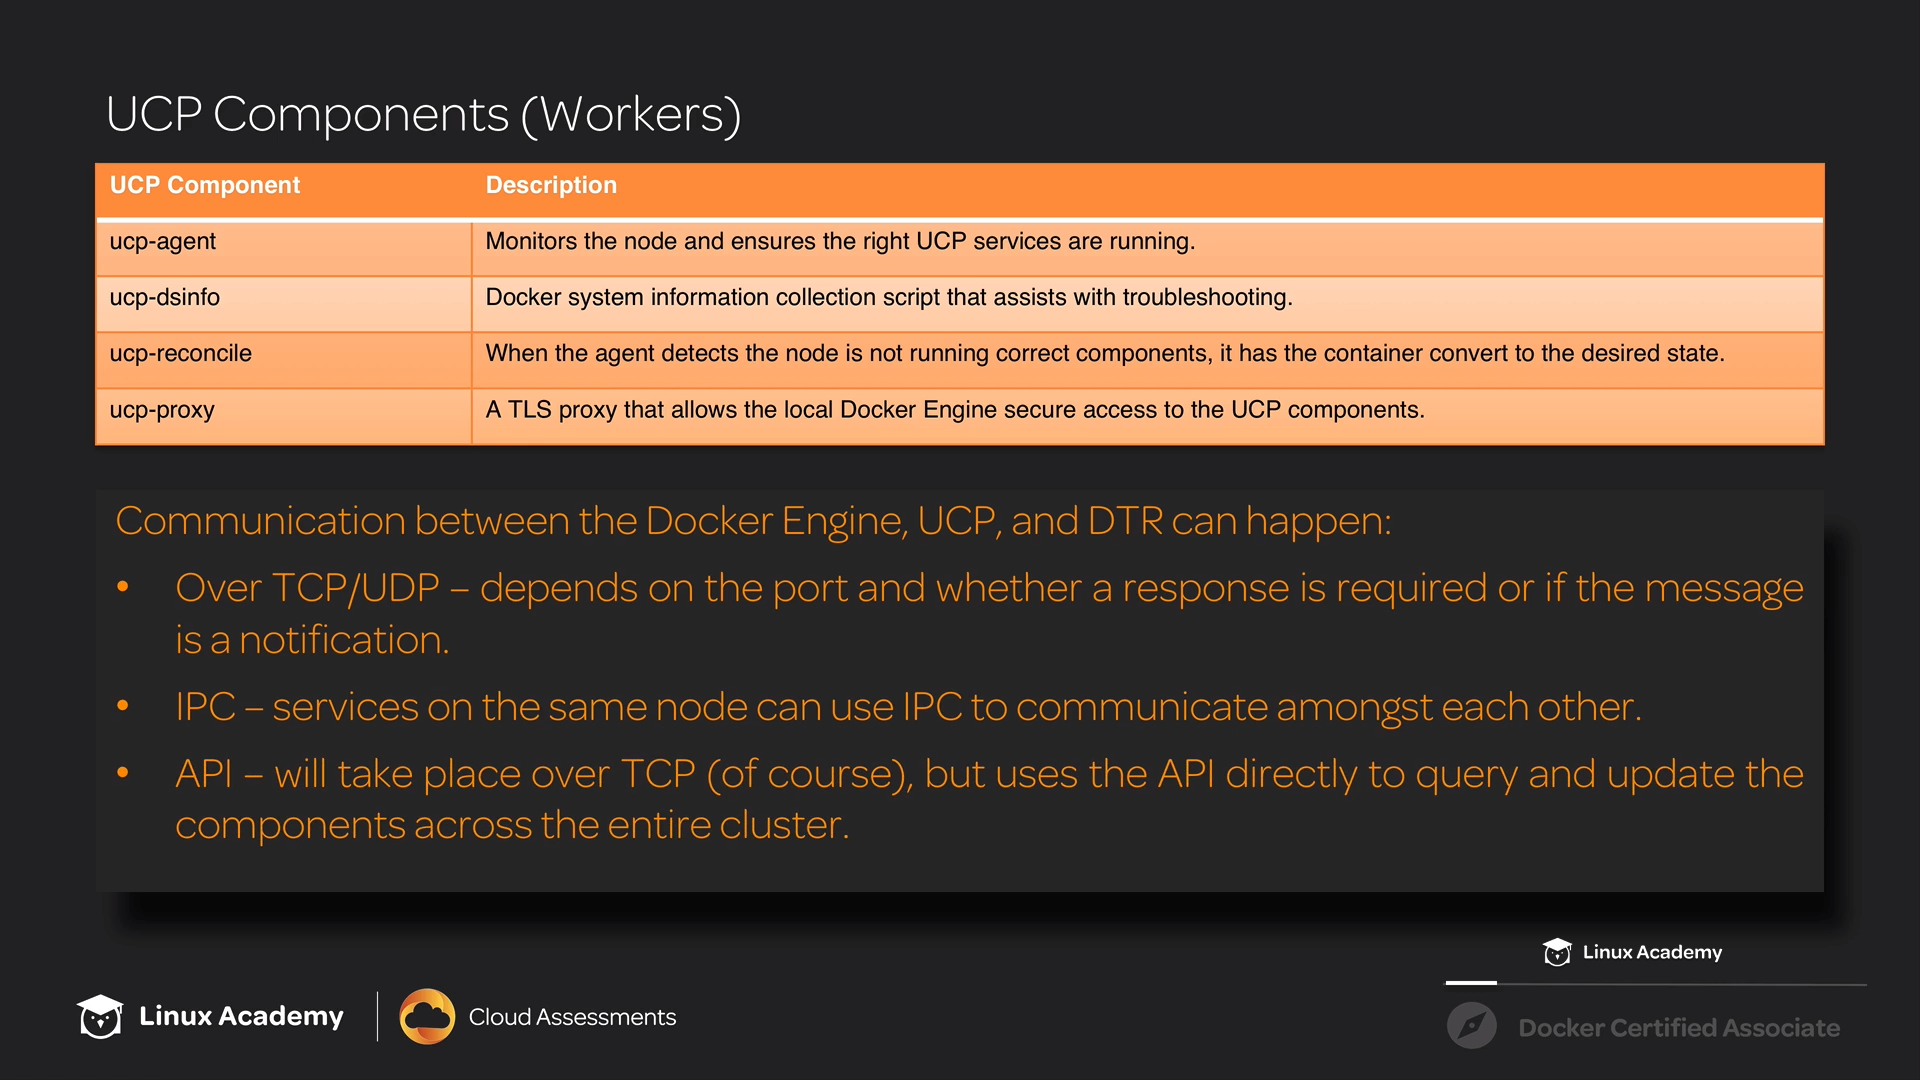 UCP Components (Workers)
UCP Component Description
ucp-agent Monitors the node and ensures the right UCP services are running.
ucp-dsinfo Docker system information collection script that assists with troubleshooting.
ucp-reconcile When the agent detects the node is not running correct components, it has the container convert to the desired state.
ucp-proxy A TLS proxy that allows the local Docker Engine secure access to the UCP components.
Communication between the Docker Engine, UCP, and DTR can happen:
• Over TCP/UDP – depends on the port and whether a response is required or if the message
is a notification.
• IPC – services on the same node can use IPC to communicate amongst each other.
• API – will take place over TCP (of course), but uses the API directly to query and update the
components across the entire cluster.
Linux Academy
Linux Academy Cloud Assessments
Docker Certified Associate